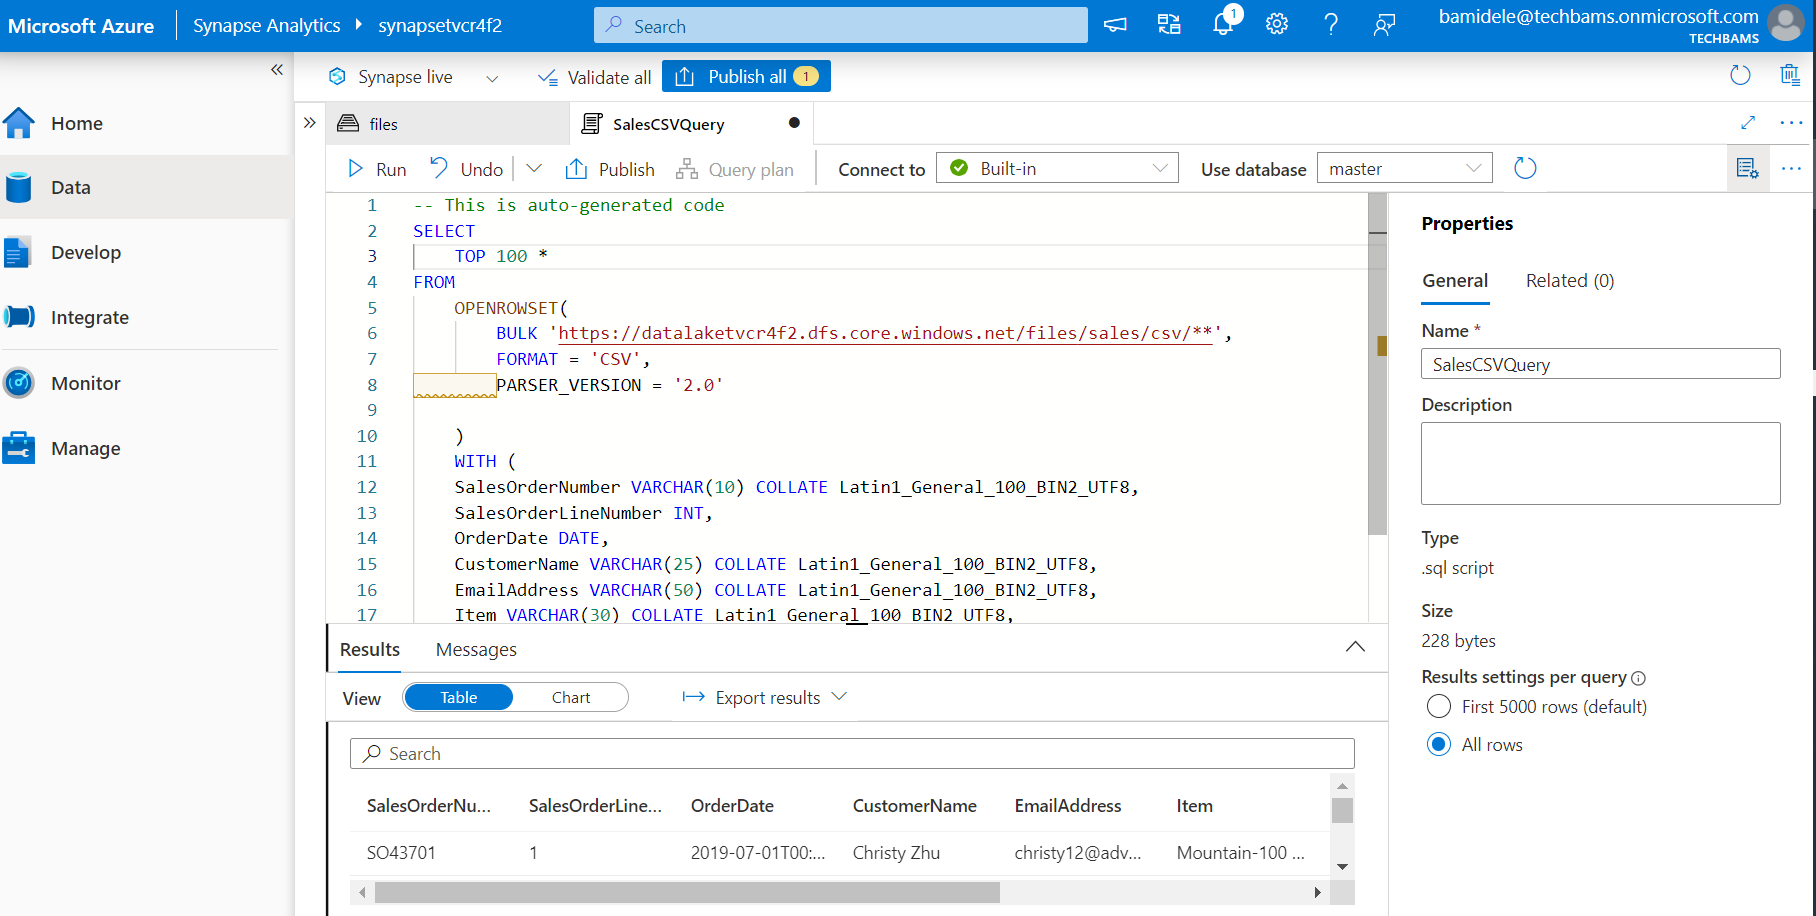 Microsoft Azure
Synapse Analytics
synapsetvcr4f2
Search
1
bamidele@techbams.onmicrosoft.com
TECHBAMS
Synapse live
Validate all
Publish all 1
Home
Data
Develop
Integrate
Monitor
Manage
files
SalesCSVQuery
Run
Undo
Publish
Query plan
Connect to
Built-in
Use database
master
1 -- This is auto-generated code
2 SELECT
3 TOP 100 *
4 FROM
5 OPENROWSET(
6 BULK 'https://datalaketvcr4f2.dfs.core.windows.net/files/sales/csv/**',
7 FORMAT = 'CSV',
8 PARSER_VERSION = '2.0'
9
10 )
11 WITH (
12 SalesOrderNumber VARCHAR(10) COLLATE Latin1_General_100_BIN2_UTF8,
13 SalesOrderLineNumber INT,
14 OrderDate DATE,
15 CustomerName VARCHAR(25) COLLATE Latin1_General_100_BIN2_UTF8,
16 EmailAddress VARCHAR(50) COLLATE Latin1_General_100_BIN2_UTF8,
17 Item VARCHAR(30) COLLATE Latin1_General_100_BIN2_UTF8,
Results
Messages
View
Table
Chart
Export results
Search
SalesOrderNu... SalesOrderLine... OrderDate CustomerName EmailAddress Item
SO43701 1 2019-07-01T00:... Christy Zhu christy12@adv... Mountain-100 ...
Properties
General
Related (0)
Name *
SalesCSVQuery
Description
Type
.sql script
Size
228 bytes
Results settings per query
First 5000 rows (default)
All rows